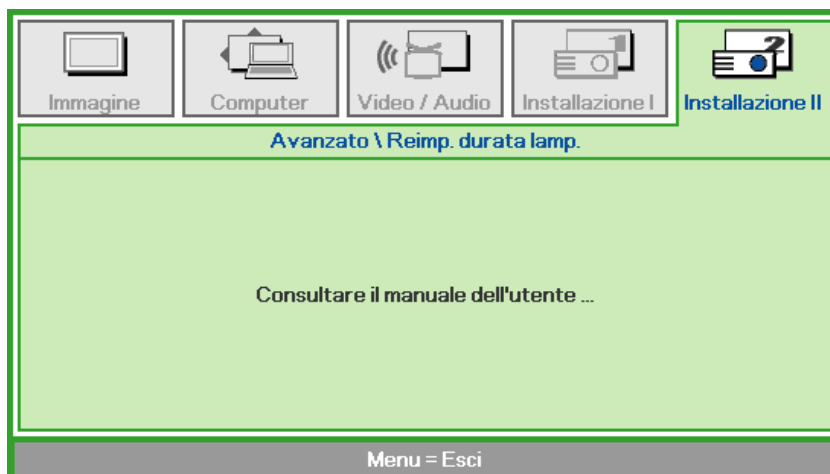 Immagine
Computer
Video / Audio
Installazione I
Installazione II
Avanzato \ Reimp. durata lamp.
Consultare il manuale dell'utente ...
Menu = Esci